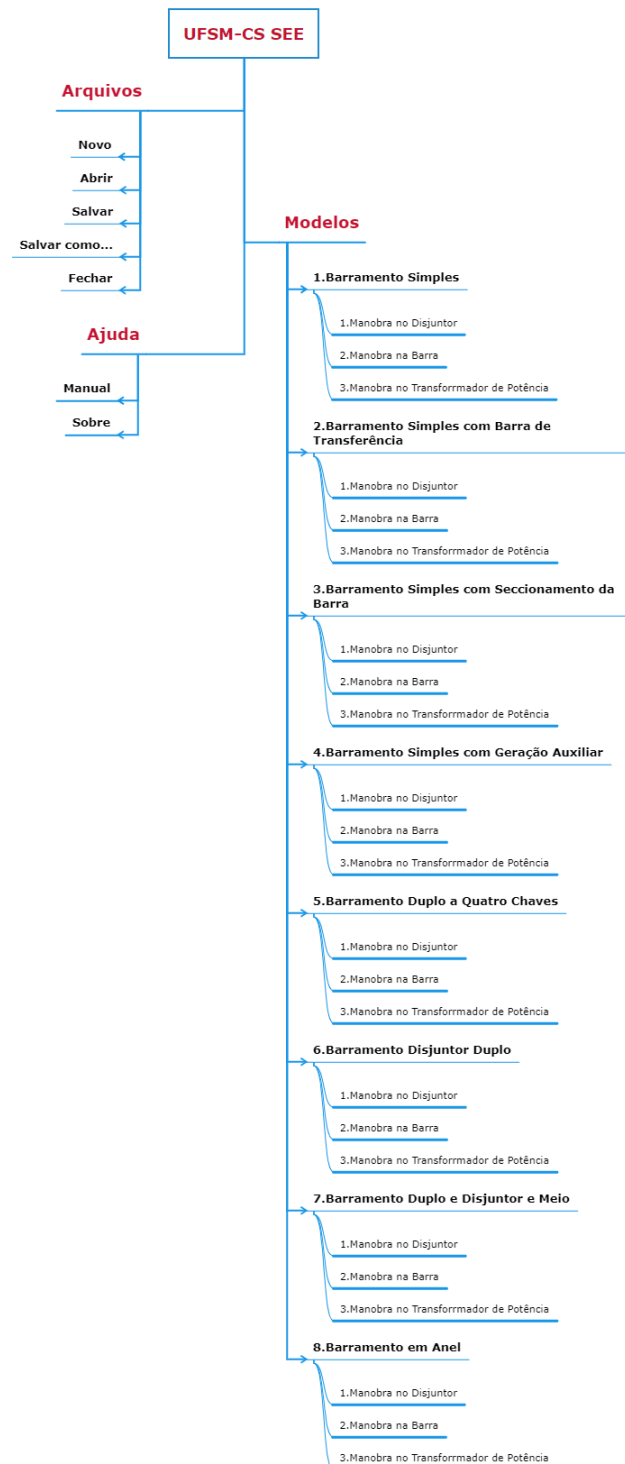 UFSM-CS SEE
Arquivos
Novo
Abrir
Salvar
Salvar como...
Fechar
Ajuda
Manual
Sobre
Modelos
1.Barramento Simples
1.Manobra no Disjuntor
2.Manobra na Barra
3.Manobra no Transforrmador de Potência
2.Barramento Simples com Barra de
Transferência
1.Manobra no Disjuntor
2.Manobra na Barra
3.Manobra no Transforrmador de Potência
3.Barramento Simples com Seccionamento da
Barra
1.Manobra no Disjuntor
2.Manobra na Barra
3.Manobra no Transforrmador de Potência
4.Barramento Simples com Geração Auxiliar
1.Manobra no Disjuntor
2.Manobra na Barra
3.Manobra no Transforrmador de Potência
5.Barramento Duplo a Quatro Chaves
1.Manobra no Disjuntor
2.Manobra na Barra
3.Manobra no Transforrmador de Potência
6.Barramento Disjuntor Duplo
1.Manobra no Disjuntor
2.Manobra na Barra
3.Manobra no Transforrmador de Potência
7.Barramento Duplo e Disjuntor e Meio
1.Manobra no Disjuntor
2.Manobra na Barra
3.Manobra no Transforrmador de Potência
8.Barramento em Anel
1.Manobra no Disjuntor
2.Manobra na Barra
3.Manobra no Transforrmador de Potência